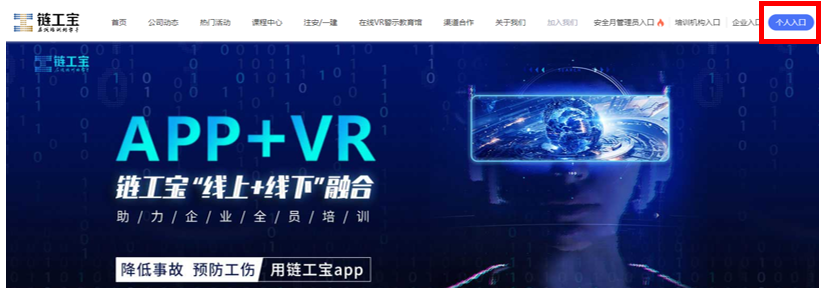 链工宝
首页 公司动态 热门活动 课程中心 注安/一建 在线VR警示教育馆 渠道合作 关于我们 加入我们 安全月管理员入口 培训机构入口 企业入口 个人入口
链工宝
APP+VR
链工宝“线上+线下”融合
助/力/企/业/全/员/培/训
降低事故 预防工伤 用链工宝app